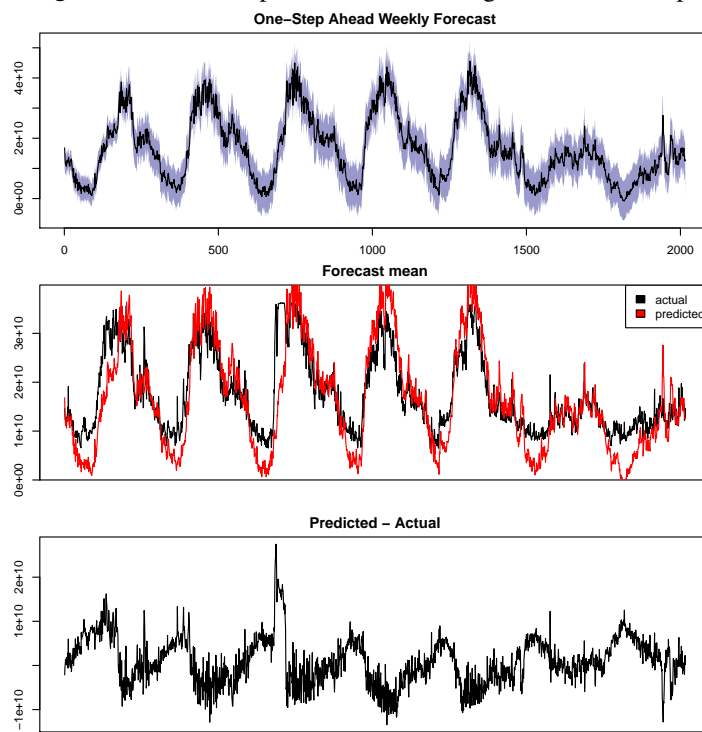 One−Step Ahead Weekly Forecast
0e+00
2e+10
4e+10
0
500
1000
1500
2000
Forecast mean
actual
predicted
0e+00
1e+10
2e+10
3e+10
Predicted − Actual
−1e+10
1e+10
2e+10